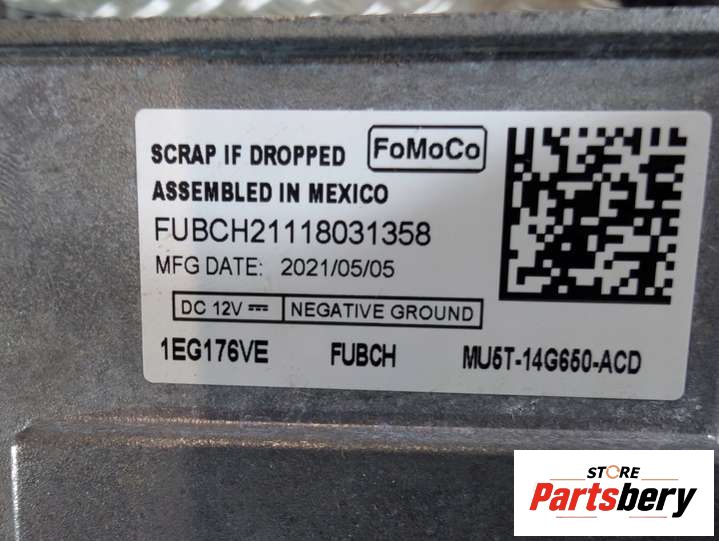 SCRAP IF DROPPED FoMoCo
ASSEMBLED IN MEXICO
FUBCH21118031358
MFG DATE: 2021/05/05
DC 12V NEGATIVE GROUND
1EG176VE FUBCH MU5T-14G650-ACD
STORE
Partsbery